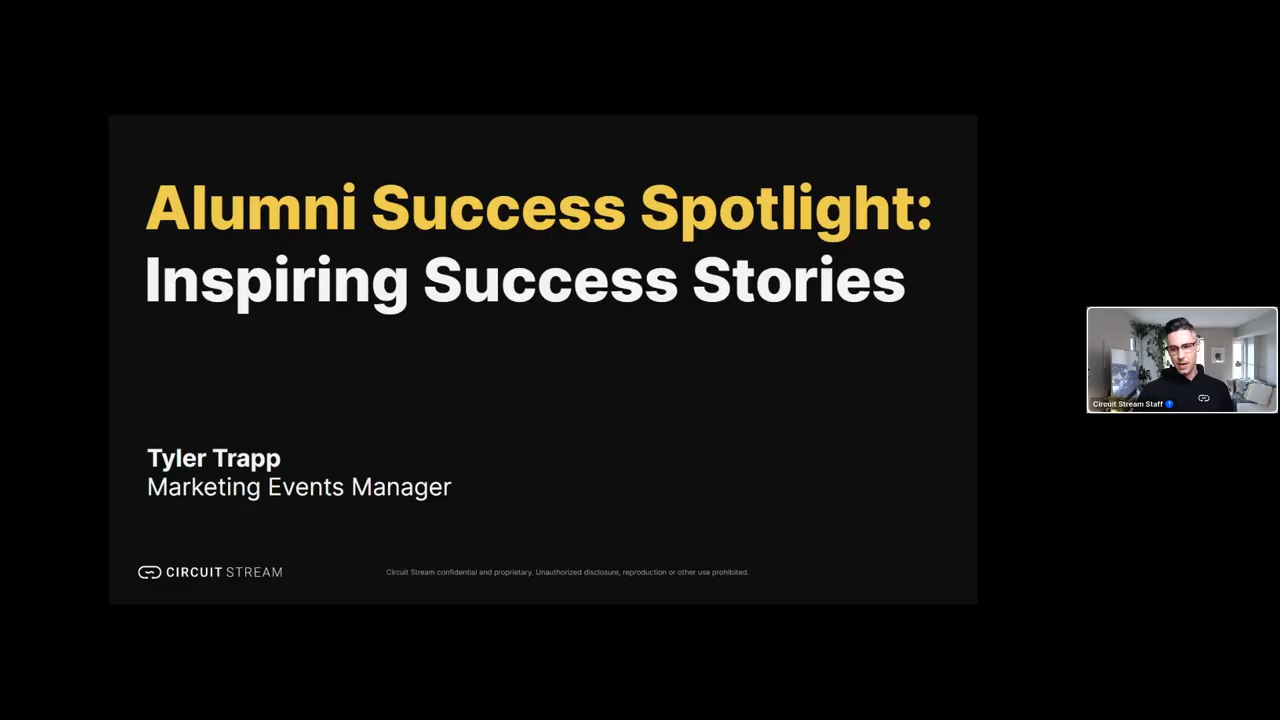 Alumni Success Spotlight:
Inspiring Success Stories
Tyler Trapp
Marketing Events Manager
CIRCUIT STREAM
Circuit Stream confidential and proprietary. Unauthorized disclosure, reproduction or other use prohibited.
Circuit Stream Staff